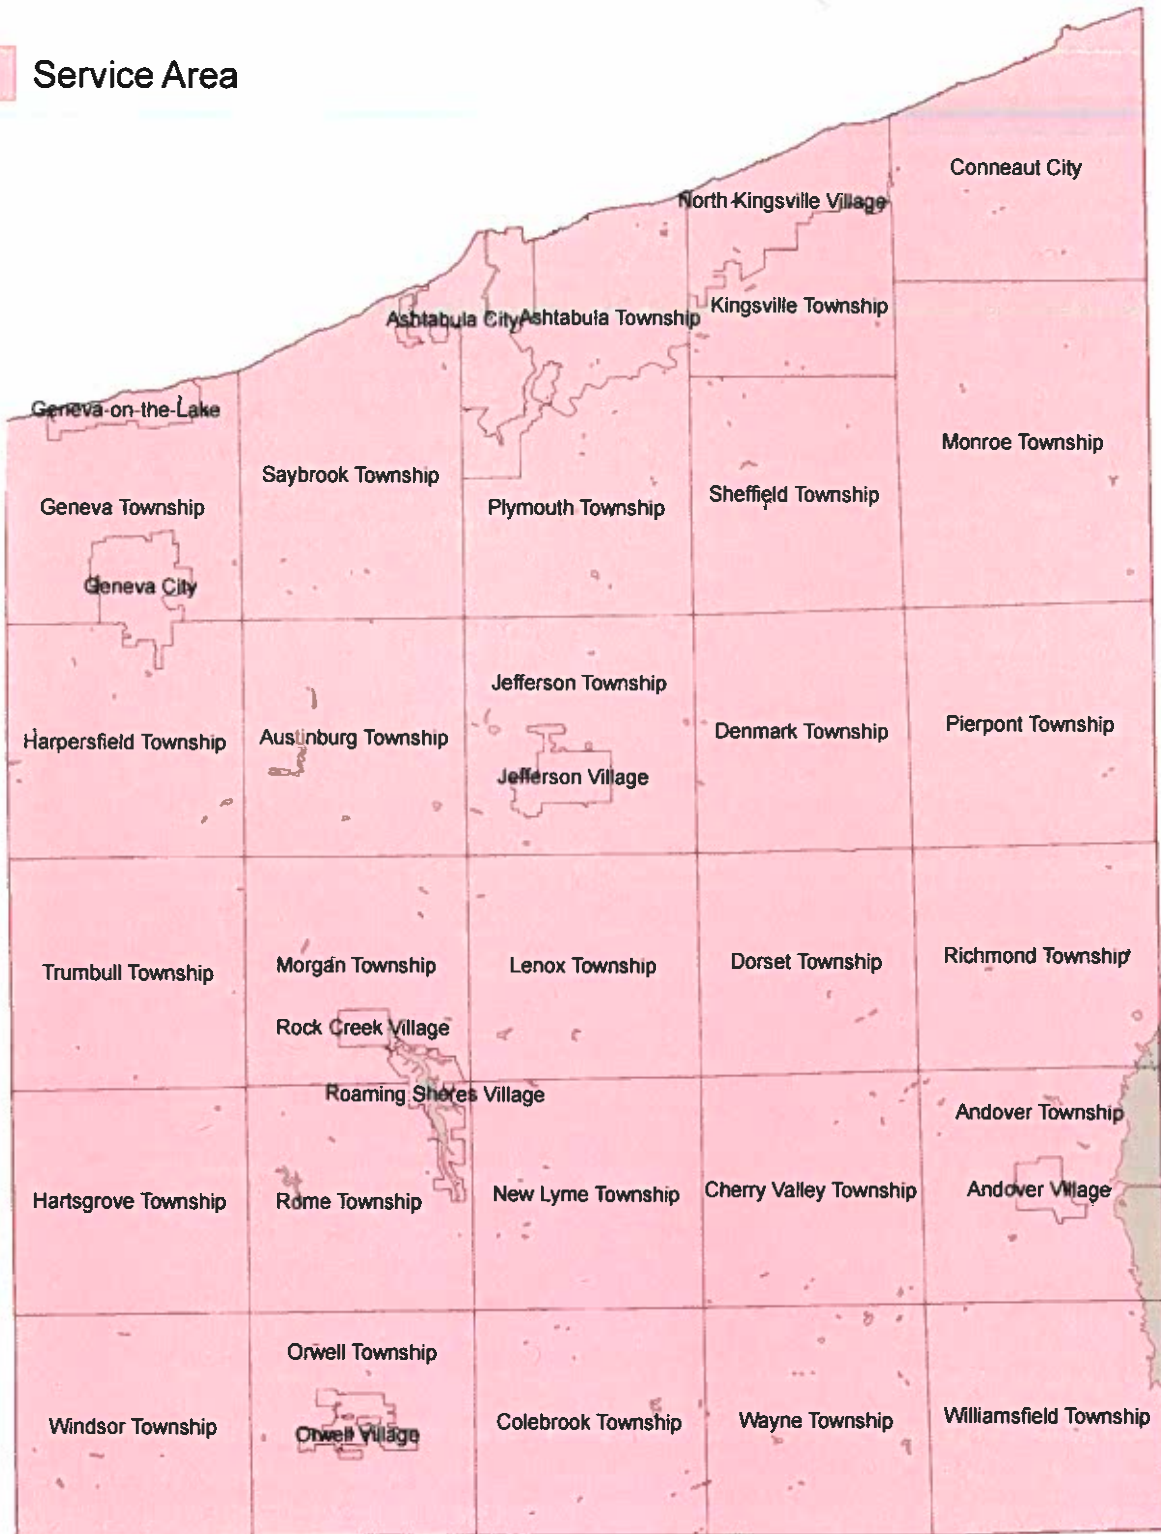 Service Area
Conneaut City
North Kingsville Village
Kingsville Township
Ashtabula City
Ashtabula Township
Geneva-on-the-Lake
Monroe Township
Saybrook Township
Sheffield Township
Geneva Township
Plymouth Township
Geneva City
Jefferson Township
Harpersfield Township
Austinburg Township
Denmark Township
Pierpont Township
Jefferson Village
Trumbull Township
Morgan Township
Lenox Township
Dorset Township
Richmond Township
Rock Creek Village
Roaming Shores Village
Andover Township
Hartsgrove Township
Rome Township
New Lyme Township
Cherry Valley Township
Andover Village
Orwell Township
Windsor Township
Orwell Village
Colebrook Township
Wayne Township
Williamsfield Township